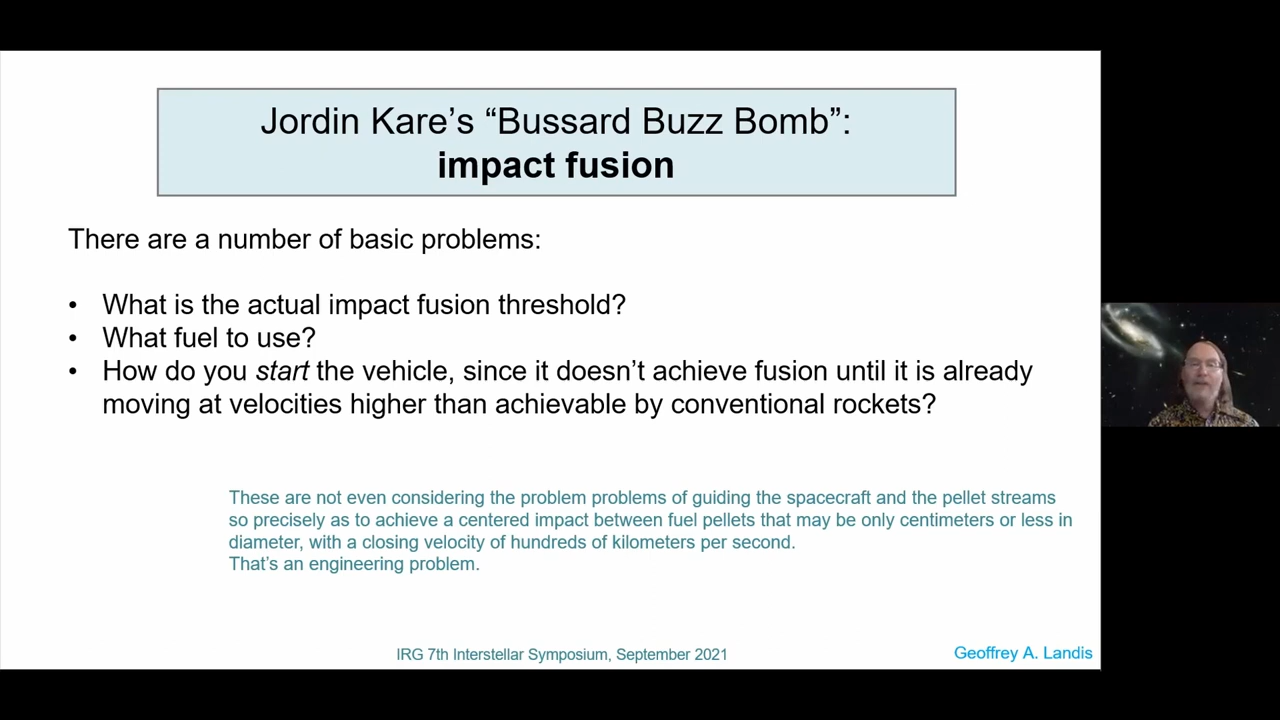 Jordin Kare’s “Bussard Buzz Bomb”:
impact fusion
There are a number of basic problems:
• What is the actual impact fusion threshold?
• What fuel to use?
• How do you start the vehicle, since it doesn’t achieve fusion until it is already
moving at velocities higher than achievable by conventional rockets?
These are not even considering the problem problems of guiding the spacecraft and the pellet streams
so precisely as to achieve a centered impact between fuel pellets that may be only centimeters or less in
diameter, with a closing velocity of hundreds of kilometers per second.
That’s an engineering problem.
IRG 7th Interstellar Symposium, September 2021
Geoffrey A. Landis